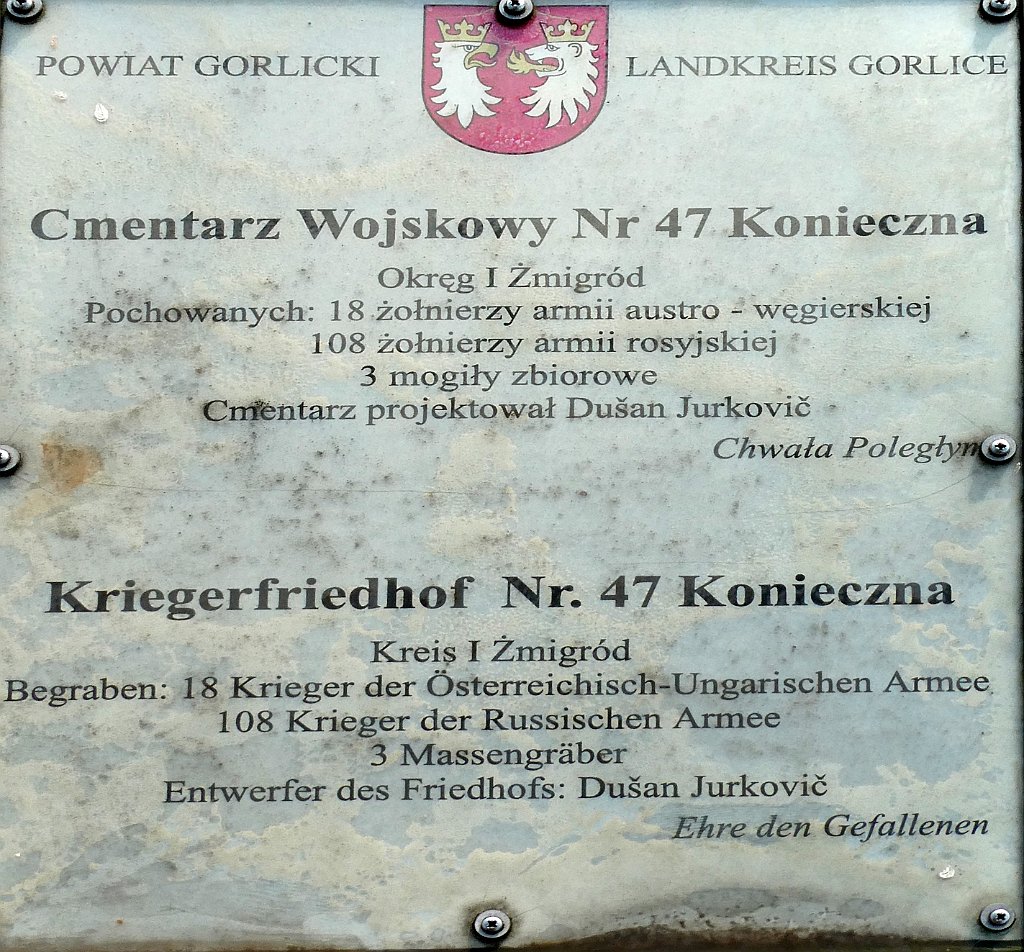 POWIAT GORLICKI
LANDKREIS GORLICE
Cmentarz Wojskowy Nr 47 Konieczna
Okręg I Żmigród
Pochowanych: 18 żołnierzy armii austro - węgierskiej
108 żołnierzy armii rosyjskiej
3 mogiły zbiorowe
Cmentarz projektował Dušan Jurkovič
Chwała Poległym
Kriegerfriedhof Nr. 47 Konieczna
Kreis I Żmigród
Begraben: 18 Krieger der Österreichisch-Ungarischen Armee
108 Krieger der Russischen Armee
3 Massengräber
Entwerfer des Friedhofs: Dušan Jurkovič
Ehre den Gefallenen